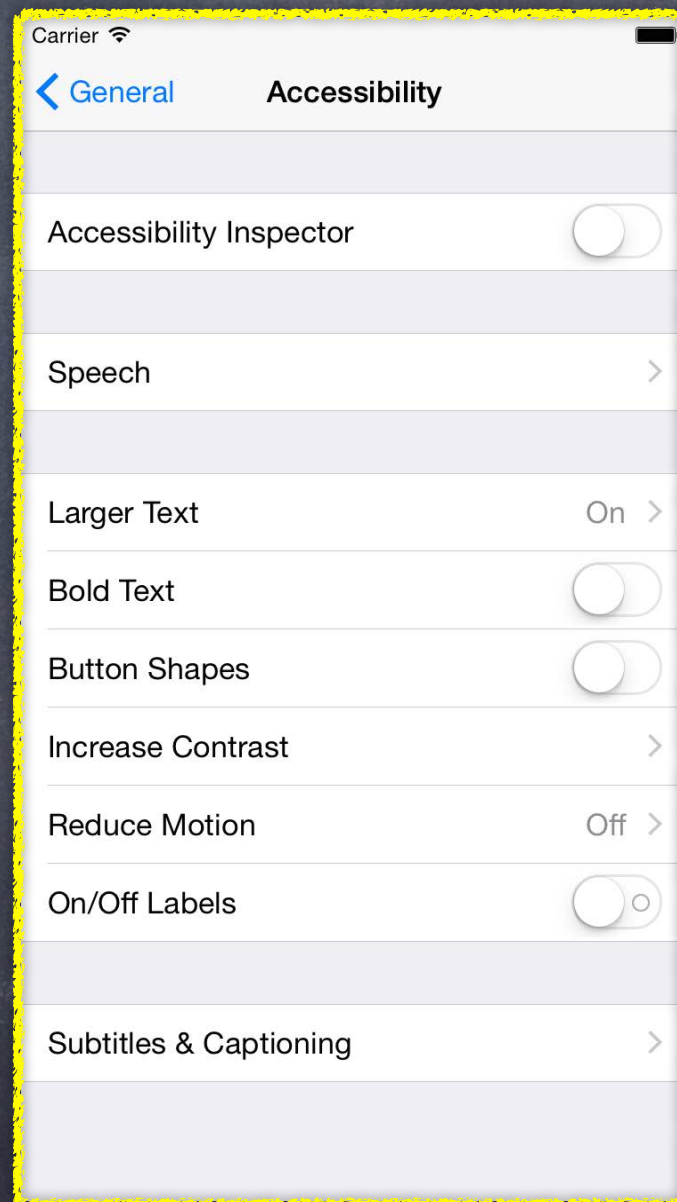 Carrier
General Accessibility
Accessibility Inspector
Speech
Larger Text On
Bold Text
Button Shapes
Increase Contrast
Reduce Motion Off
On/Off Labels
Subtitles & Captioning